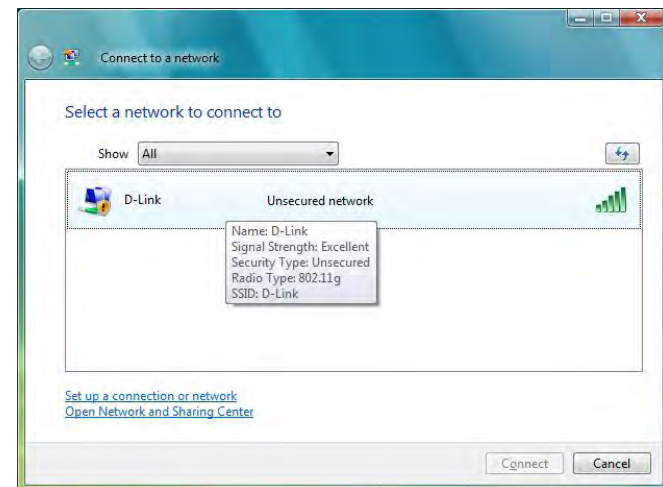 Connect to a network
Select a network to connect to
Show All
D-Link Unsecured network
Name: D-Link
Signal Strength: Excellent
Security Type: Unsecured
Radio Type: 802.11g
SSID: D-Link
Set up a connection or network
Open Network and Sharing Center
Connect Cancel